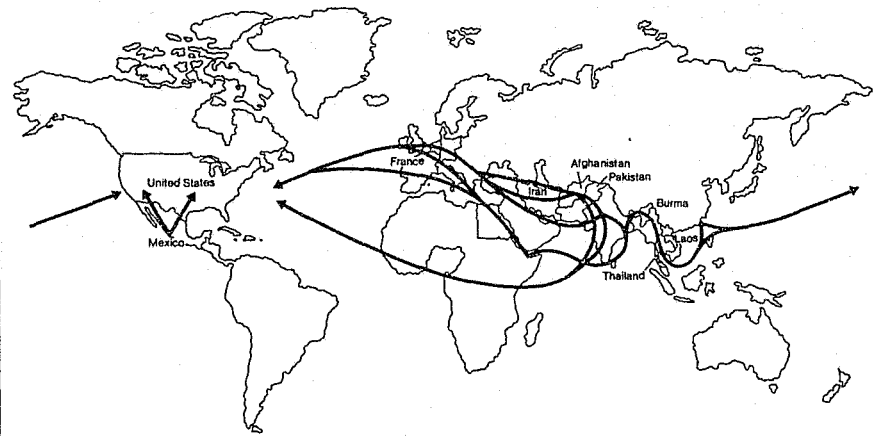 France
Afghanistan
Pakistan
Iran
United States
Burma
Mexico
Laos
Thailand